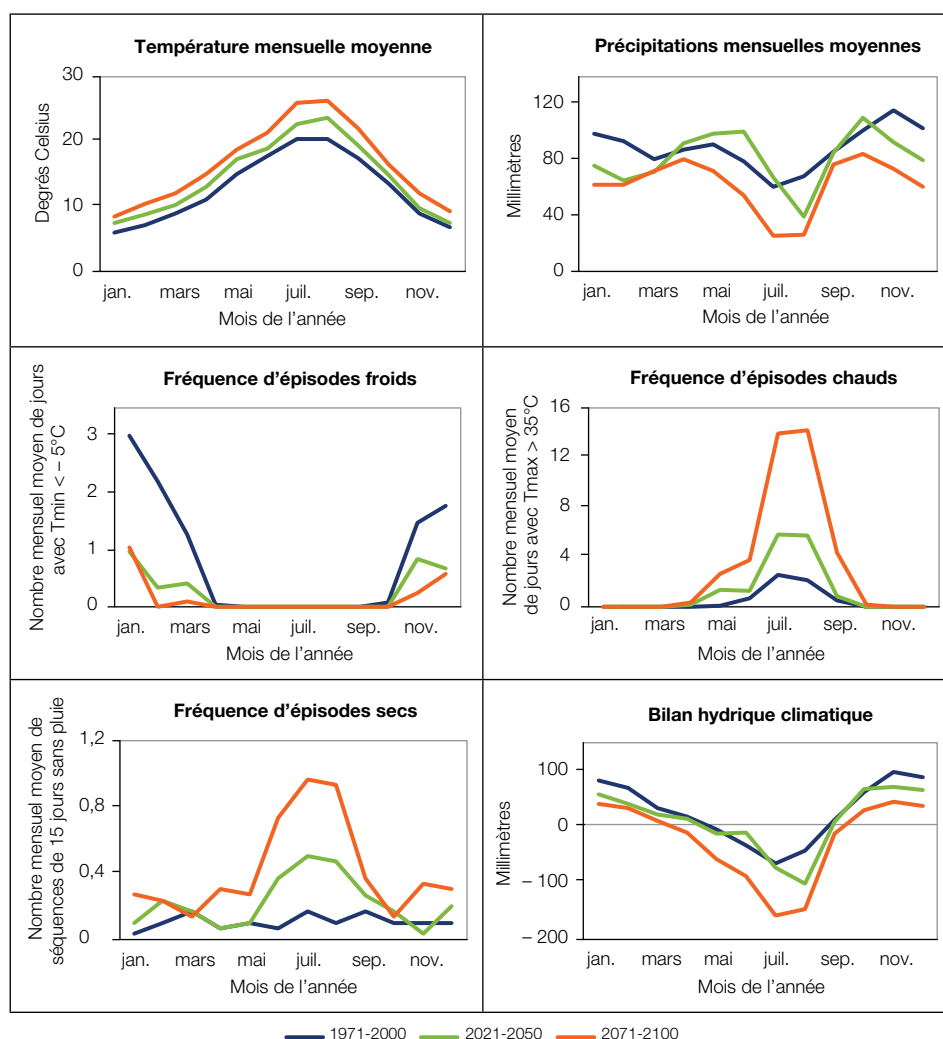 Température mensuelle moyenne
Degrés Celsius
30
20
10
0
jan. mars mai juil. sep. nov.
Mois de l'année
Précipitations mensuelles moyennes
Millimètres
120
80
40
0
jan. mars mai juil. sep. nov.
Mois de l'année
Fréquence d'épisodes froids
Nombre mensuel moyen de jours
avec Tmin < – 5°C
3
2
1
0
jan. mars mai juil. sep. nov.
Mois de l'année
Fréquence d'épisodes chauds
Nombre mensuel moyen
de jours avec Tmax > 35°C
16
12
8
4
0
jan. mars mai juil. sep. nov.
Mois de l'année
Fréquence d'épisodes secs
Nombre mensuel moyen de
séquences de 15 jours sans pluie
1,2
0,8
0,4
0
jan. mars mai juil. sep. nov.
Mois de l'année
Bilan hydrique climatique
Millimètres
100
0
– 100
– 200
jan. mars mai juil. sep. nov.
Mois de l'année
1971-2000 2021-2050 2071-2100